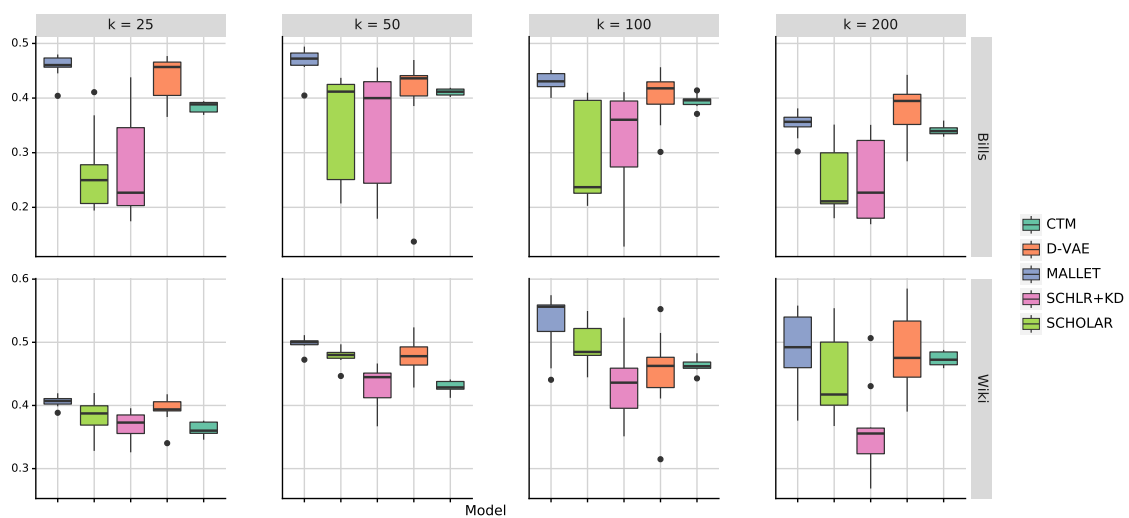 k = 25
k = 50
k = 100
k = 200
0.5
0.4
0.3
0.2
Bills
0.6
0.5
0.4
0.3
Wiki
Model
CTM
D-VAE
MALLET
SCHLR+KD
SCHOLAR